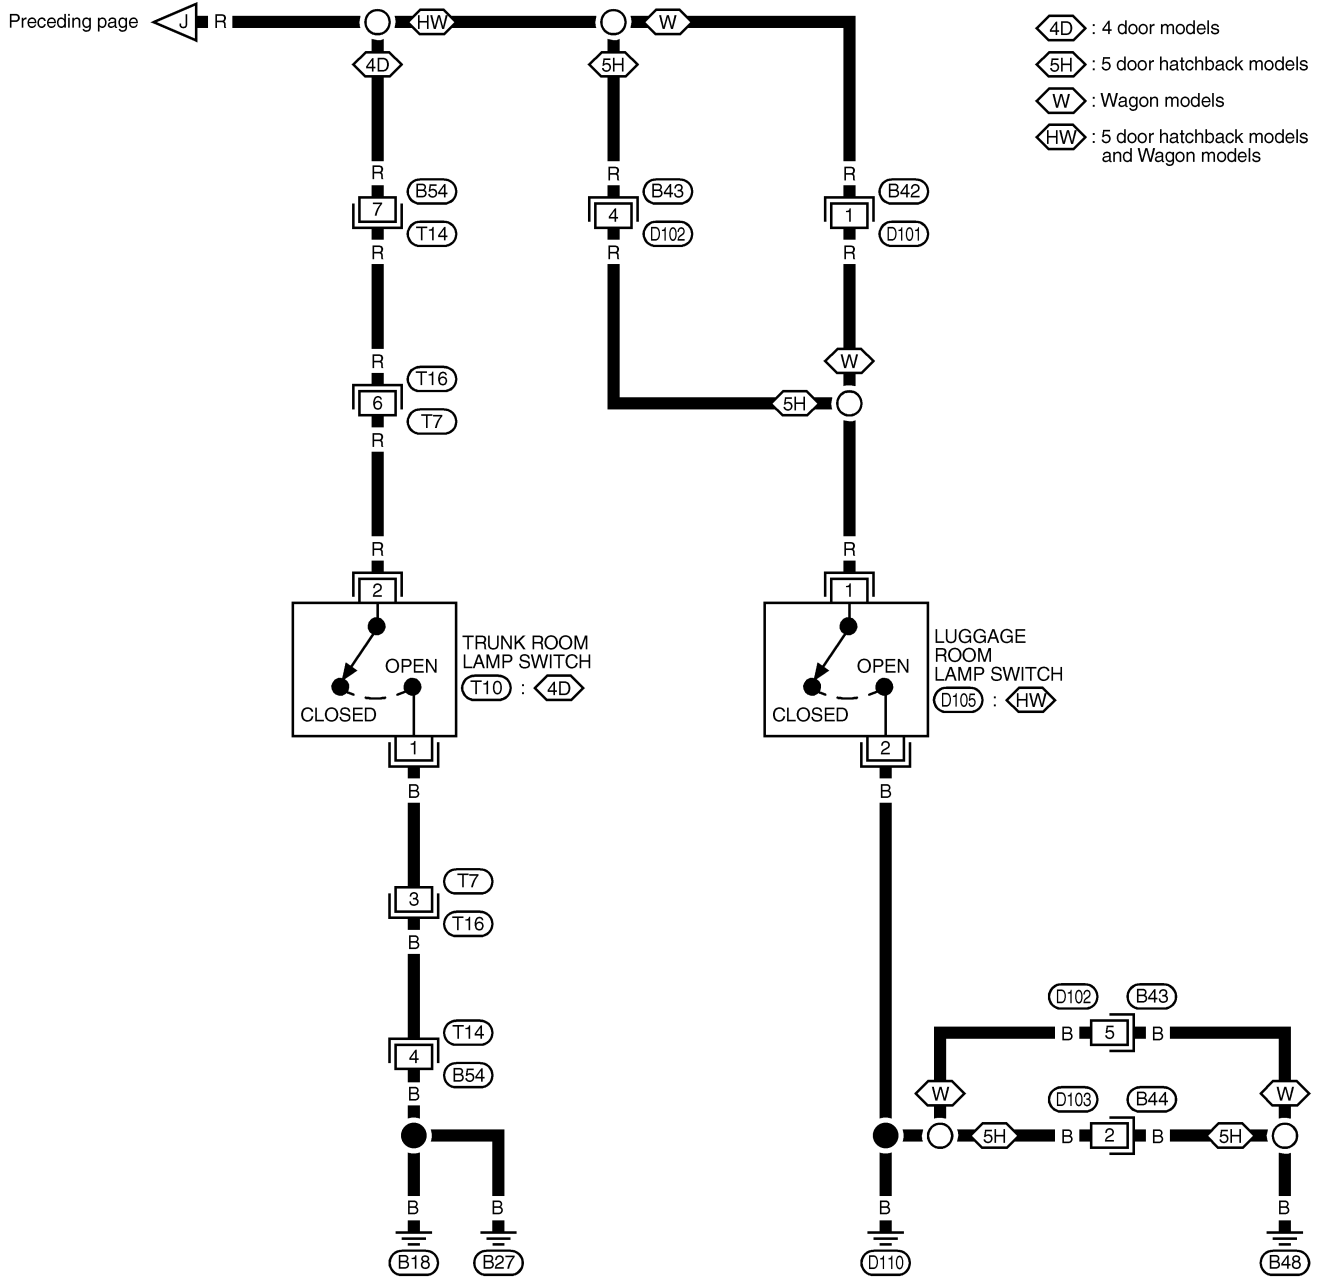 Preceding page J R HW W
4D : 4 door models
4D 5H
5H : 5 door hatchback models
W : Wagon models
HW : 5 door hatchback models
and Wagon models
R R R
B54 B43 B42
7 4 1
T14 D102 D101
R R R
R
W
T16
6 5H
T7
R
R R
2 1
TRUNK ROOM
LAMP SWITCH
OPEN
T10 : 4D
CLOSED
LUGGAGE
ROOM
LAMP SWITCH
OPEN
D105 : HW
CLOSED
1 2
B B
T7
3
T16
B
D102 B43
B 5 B
T14
4
B54
B
W W
D103 B44
5H B 2 B 5H
B B B B
B18 B27 D110 B48